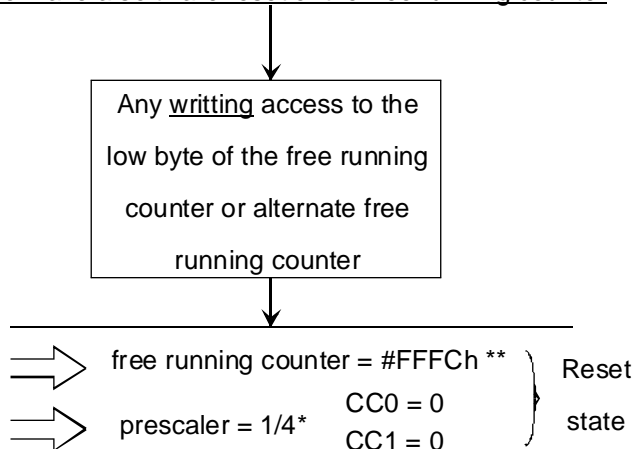 Any writting access to the
low byte of the free running
counter or alternate free
running counter
free running counter = #FFFCh **
Reset
prescaler = 1/4*
CC0 = 0
state
CC1 = 0